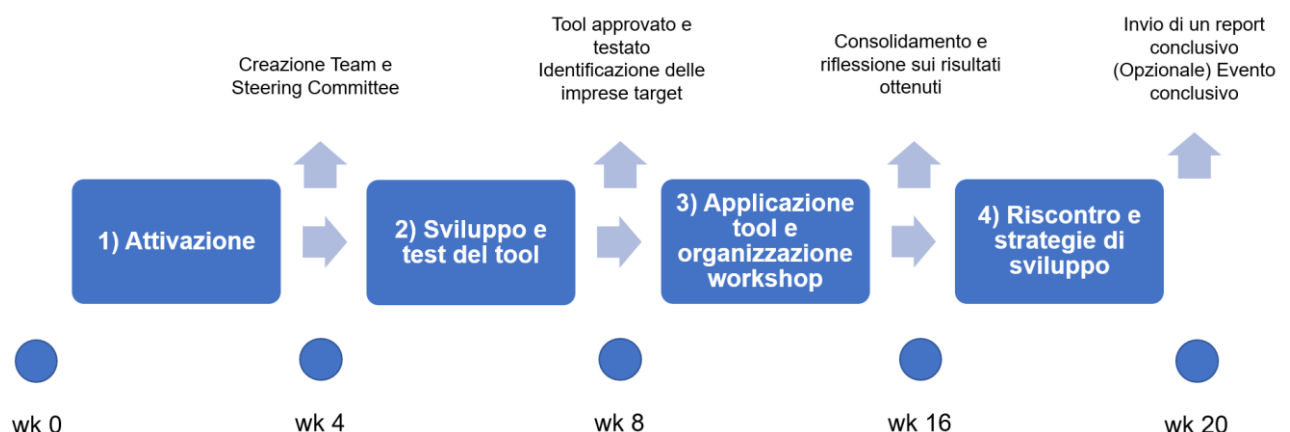 Creazione Team e
Steering Committee
Tool approvato e
testato
Identificazione delle
imprese target
Consolidamento e
riflessione sui risultati
ottenuti
Invio di un report
conclusivo
(Opzionale) Evento
conclusivo
1) Attivazione
2) Sviluppo e
test del tool
3) Applicazione
tool e
organizzazione
workshop
4) Riscontro e
strategie di
sviluppo
wk 0
wk 4
wk 8
wk 16
wk 20